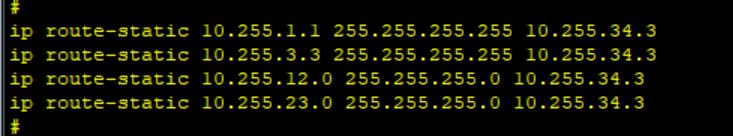 #
ip route-static 10.255.1.1 255.255.255.255 10.255.34.3
ip route-static 10.255.3.3 255.255.255.255 10.255.34.3
ip route-static 10.255.12.0 255.255.255.0 10.255.34.3
ip route-static 10.255.23.0 255.255.255.0 10.255.34.3
#